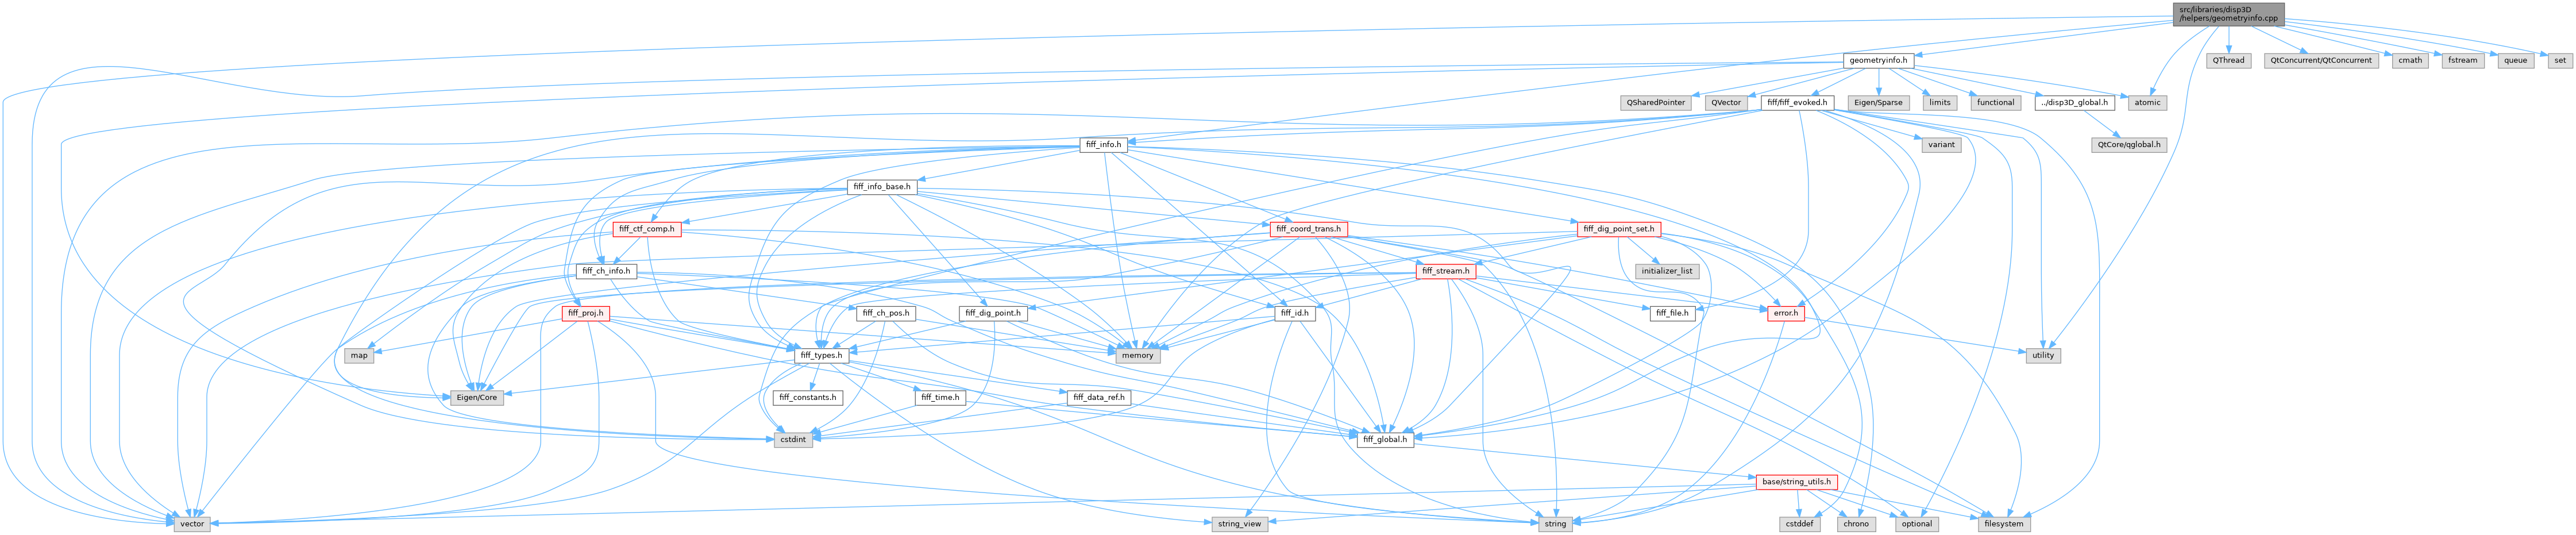 src/libraries/disp3D
/helpers/geometryinfo.cpp
geometryinfo.h
QThread
QtConcurrent/QtConcurrent
cmath
fstream
queue
set
QSharedPointer
QVector
fiff/fiff_evoked.h
Eigen/Sparse
limits
functional
../disp3D_global.h
atomic
fiff_info.h
variant
QtCore/qglobal.h
fiff_info_base.h
fiff_ctf_comp.h
fiff_coord_trans.h
fiff_dig_point_set.h
fiff_ch_info.h
fiff_stream.h
initializer_list
fiff_proj.h
fiff_ch_pos.h
fiff_dig_point.h
fiff_id.h
fiff_file.h
error.h
map
fiff_types.h
memory
utility
Eigen/Core
fiff_constants.h
fiff_time.h
fiff_data_ref.h
cstdint
fiff_global.h
base/string_utils.h
vector
string_view
string
cstddef
chrono
optional
filesystem